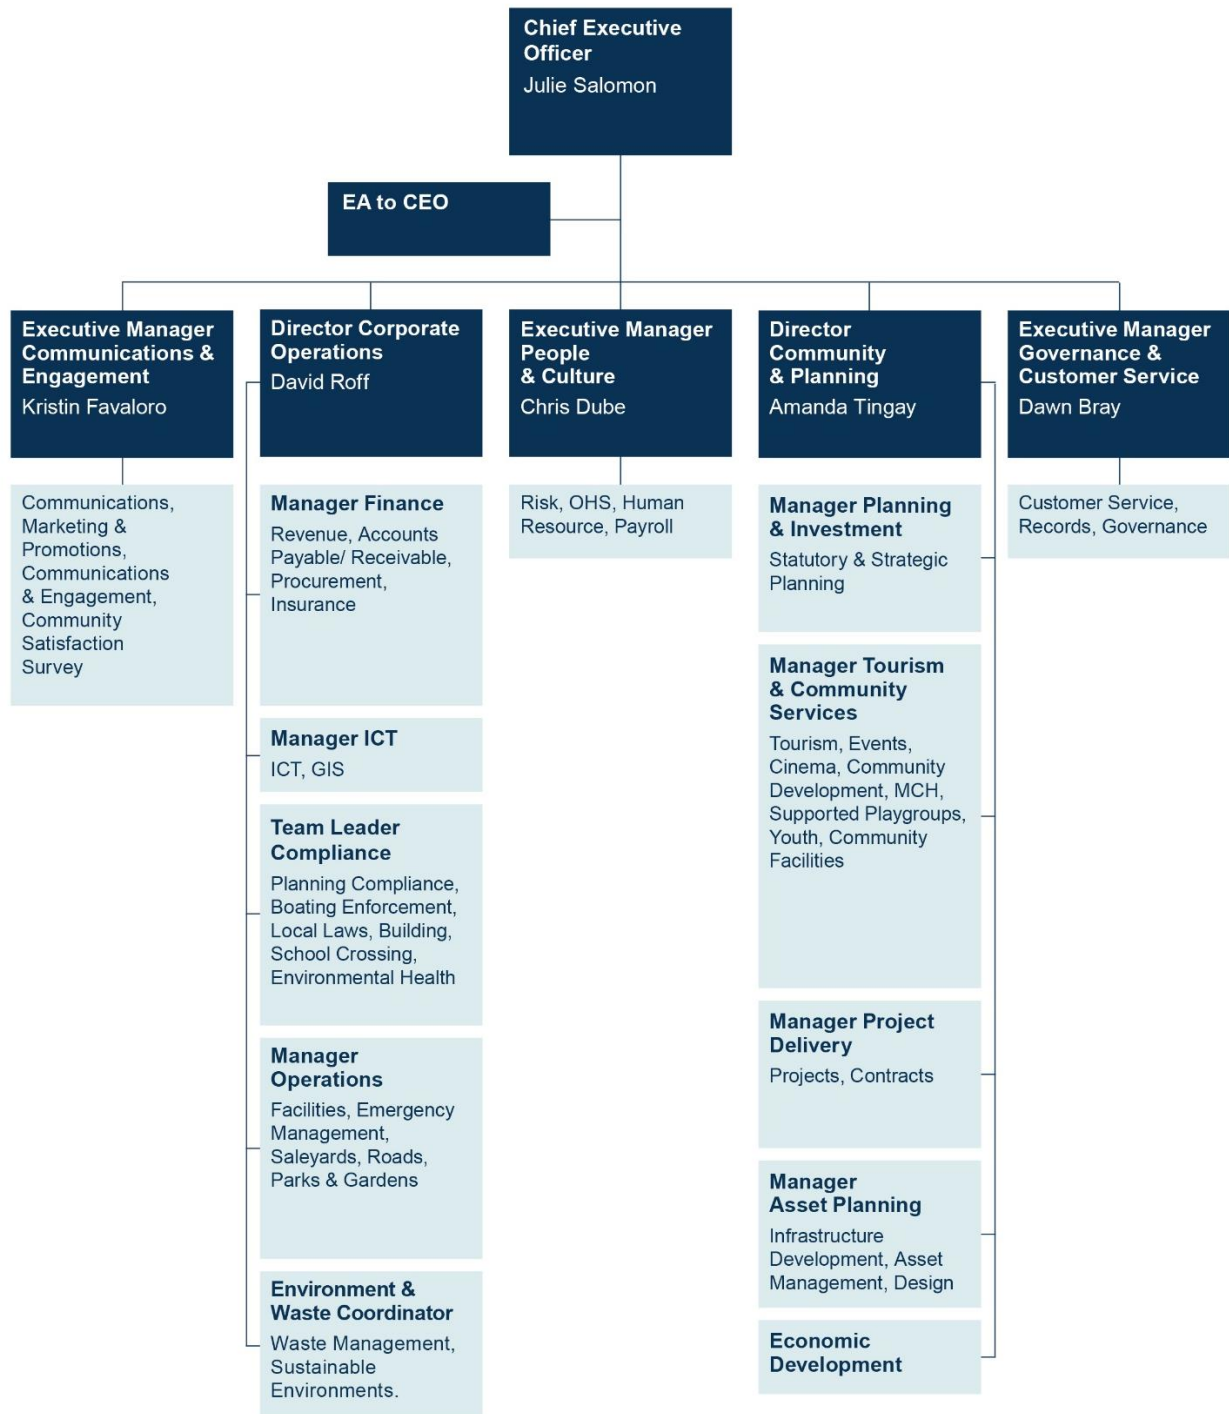 Chief Executive
Officer
Julie Salomon
EA to CEO
Executive Manager
Communications &
Engagement
Kristin Favaloro
Communications,
Marketing &
Promotions,
Communications
& Engagement,
Community
Satisfaction
Survey
Director Corporate
Operations
David Roff
Manager Finance
Revenue, Accounts
Payable/ Receivable,
Procurement,
Insurance
Manager ICT
ICT, GIS
Team Leader
Compliance
Planning Compliance,
Boating Enforcement,
Local Laws, Building,
School Crossing,
Environmental Health
Manager
Operations
Facilities, Emergency
Management,
Saleyards, Roads,
Parks & Gardens
Environment &
Waste Coordinator
Waste Management,
Sustainable
Environments.
Executive Manager
People
& Culture
Chris Dube
Risk, OHS, Human
Resource, Payroll
Director
Community
& Planning
Amanda Tingay
Manager Planning
& Investment
Statutory & Strategic
Planning
Manager Tourism
& Community
Services
Tourism, Events,
Cinema, Community
Development, MCH,
Supported Playgroups,
Youth, Community
Facilities
Manager Project
Delivery
Projects, Contracts
Manager
Asset Planning
Infrastructure
Development, Asset
Management, Design
Economic
Development
Executive Manager
Governance &
Customer Service
Dawn Bray
Customer Service,
Records, Governance